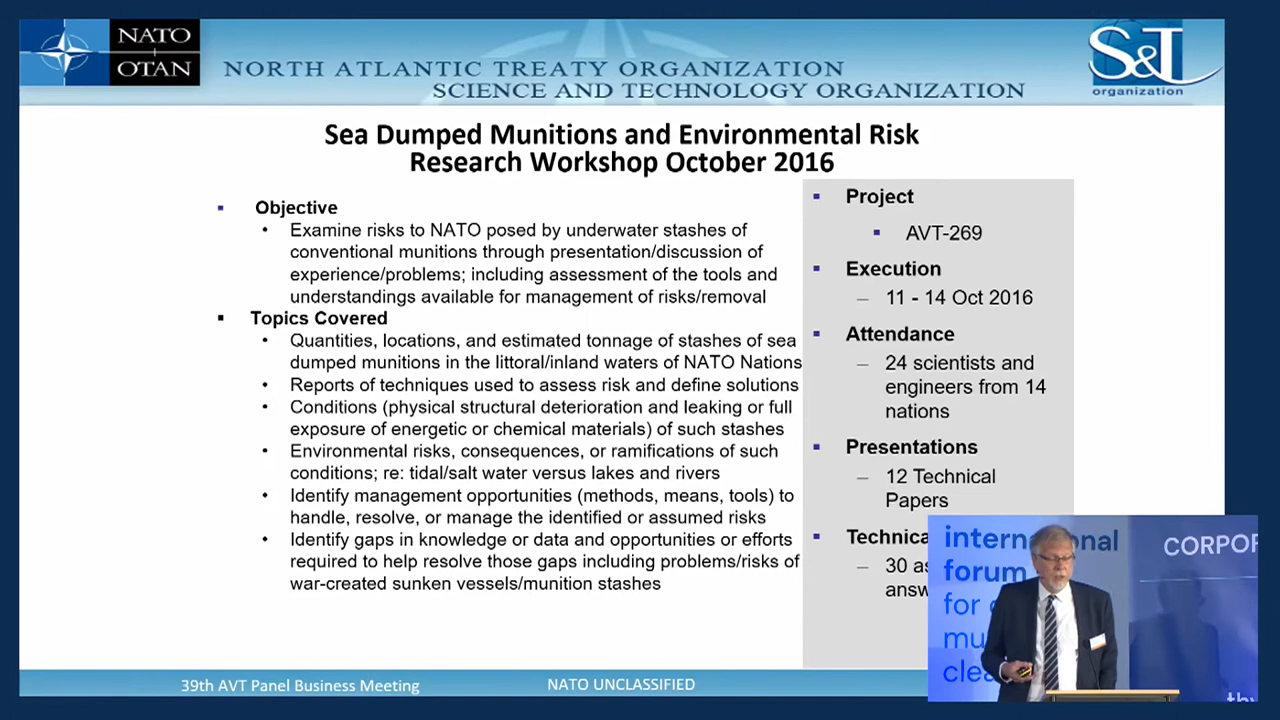 NATO
OTAN
NORTH ATLANTIC TREATY ORGANIZATION
SCIENCE AND TECHNOLOGY ORGANIZATION
S&T
organization
Sea Dumped Munitions and Environmental Risk
Research Workshop October 2016
Objective
Examine risks to NATO posed by underwater stashes of
conventional munitions through presentation/discussion of
experience/problems; including assessment of the tools and
understandings available for management of risks/removal
Topics Covered
Quantities, locations, and estimated tonnage of stashes of sea
dumped munitions in the littoral/inland waters of NATO Nations
Reports of techniques used to assess risk and define solutions
Conditions (physical structural deterioration and leaking or full
exposure of energetic or chemical materials) of such stashes
Environmental risks, consequences, or ramifications of such
conditions; re: tidal/salt water versus lakes and rivers
Identify management opportunities (methods, means, tools) to
handle, resolve, or manage the identified or assumed risks
Identify gaps in knowledge or data and opportunities or efforts
required to help resolve those gaps including problems/risks of
war-created sunken vessels/munition stashes
Project
AVT-269
Execution
– 11 - 14 Oct 2016
Attendance
– 24 scientists and
engineers from 14
nations
Presentations
– 12 Technical
Papers
Technica
– 30 as
answ
international
forum
for
mu
clea
CORPOR
39th AVT Panel Business Meeting
NATO UNCLASSIFIED